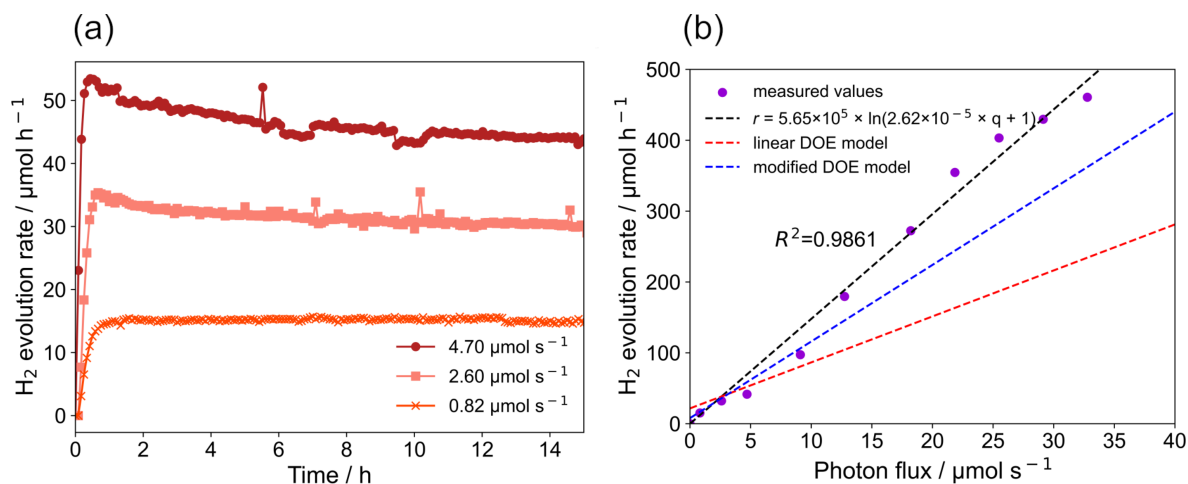 (a)
H₂ evolution rate / μmol h⁻¹
50
40
30
20
10
0
0 2 4 6 8 10 12 14
Time / h
4.70 μmol s⁻¹
2.60 μmol s⁻¹
0.82 μmol s⁻¹
(b)
H₂ evolution rate / μmol h⁻¹
500
400
300
200
100
0
0 5 10 15 20 25 30 35 40
Photon flux / μmol s⁻¹
measured values
r = 5.65×10⁵ × ln(2.62×10⁻⁵ × q + 1)
linear DOE model
modified DOE model
R²=0.9861